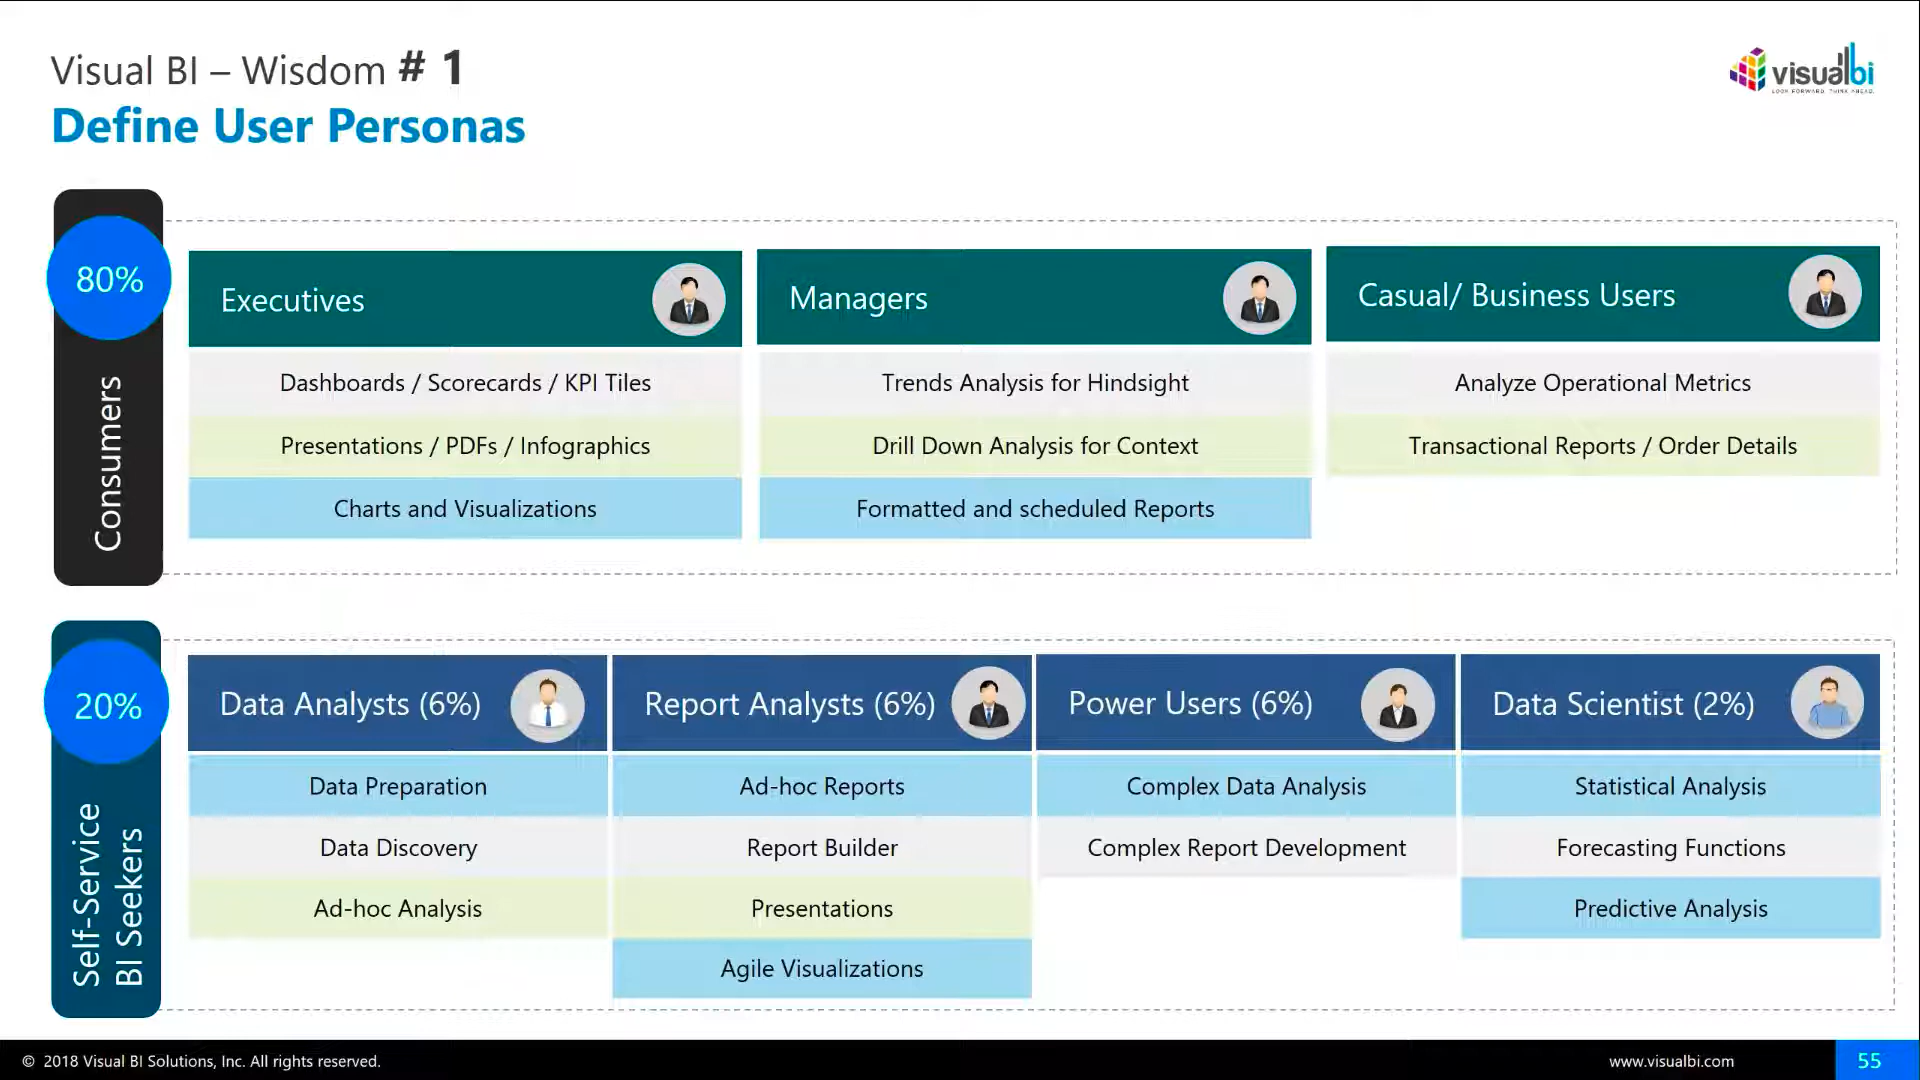 Visual BI – Wisdom # 1
Define User Personas
visualbi
LOOK FORWARD. THINK AHEAD.
80%
Consumers
Executives
Dashboards / Scorecards / KPI Tiles
Presentations / PDFs / Infographics
Charts and Visualizations
Managers
Trends Analysis for Hindsight
Drill Down Analysis for Context
Formatted and scheduled Reports
Casual/ Business Users
Analyze Operational Metrics
Transactional Reports / Order Details
20%
Self-Service
BI Seekers
Data Analysts (6%)
Data Preparation
Data Discovery
Ad-hoc Analysis
Report Analysts (6%)
Ad-hoc Reports
Report Builder
Presentations
Agile Visualizations
Power Users (6%)
Complex Data Analysis
Complex Report Development
Data Scientist (2%)
Statistical Analysis
Forecasting Functions
Predictive Analysis
© 2018 Visual BI Solutions, Inc. All rights reserved.
www.visualbi.com
55